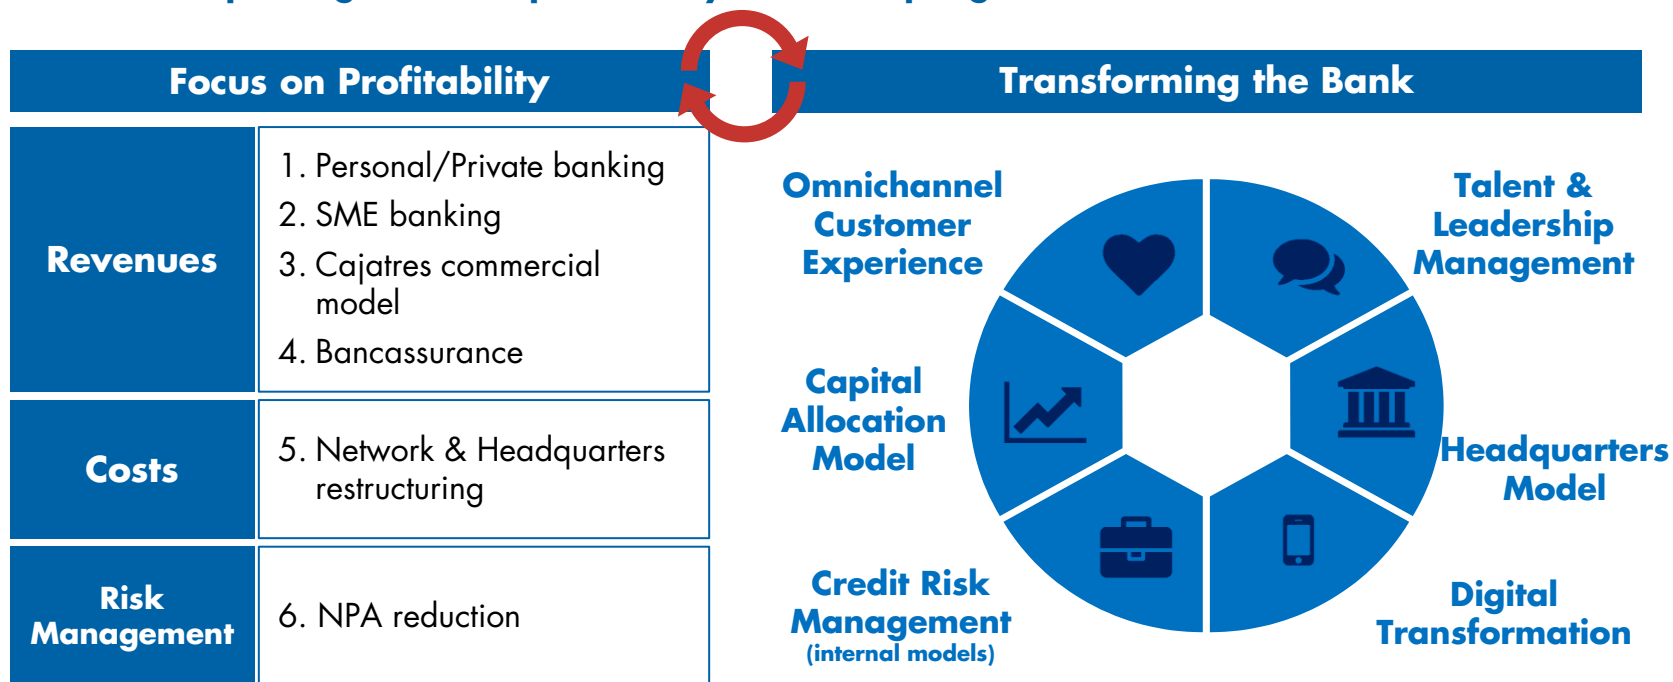 Focus on Profitability
Revenues
1. Personal/Private banking
2. SME banking
3. Cajatres commercial
model
4. Bancassurance
Costs
5. Network & Headquarters
restructuring
Risk
Management
6. NPA reduction
Transforming the Bank
Omnichannel
Customer
Experience
Talent &
Leadership
Management
Capital
Allocation
Model
Headquarters
Model
Credit Risk
Management
(internal models)
Digital
Transformation